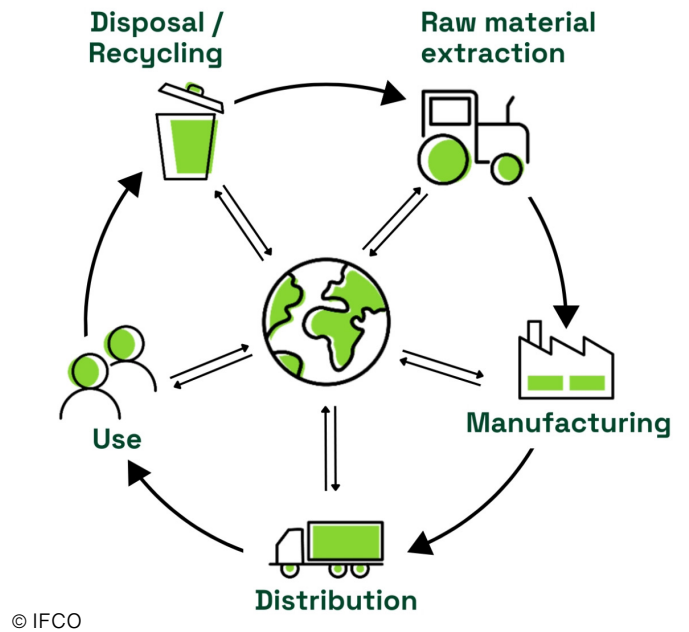 Disposal /
Recycling
Raw material
extraction
Manufacturing
Use
Distribution
© IFCO